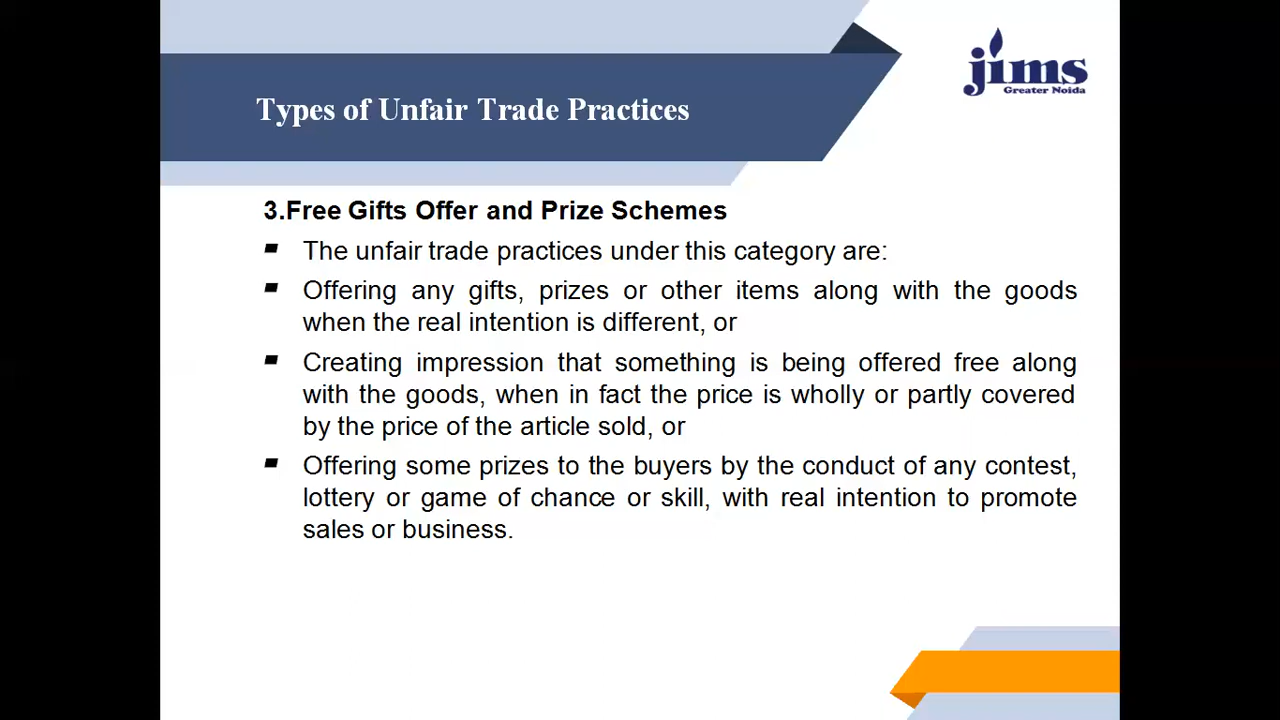 jims
Greater Noida
Types of Unfair Trade Practices
3.Free Gifts Offer and Prize Schemes
The unfair trade practices under this category are:
Offering any gifts, prizes or other items along with the goods
when the real intention is different, or
Creating impression that something is being offered free along
with the goods, when in fact the price is wholly or partly covered
by the price of the article sold, or
Offering some prizes to the buyers by the conduct of any contest,
lottery or game of chance or skill, with real intention to promote
sales or business.